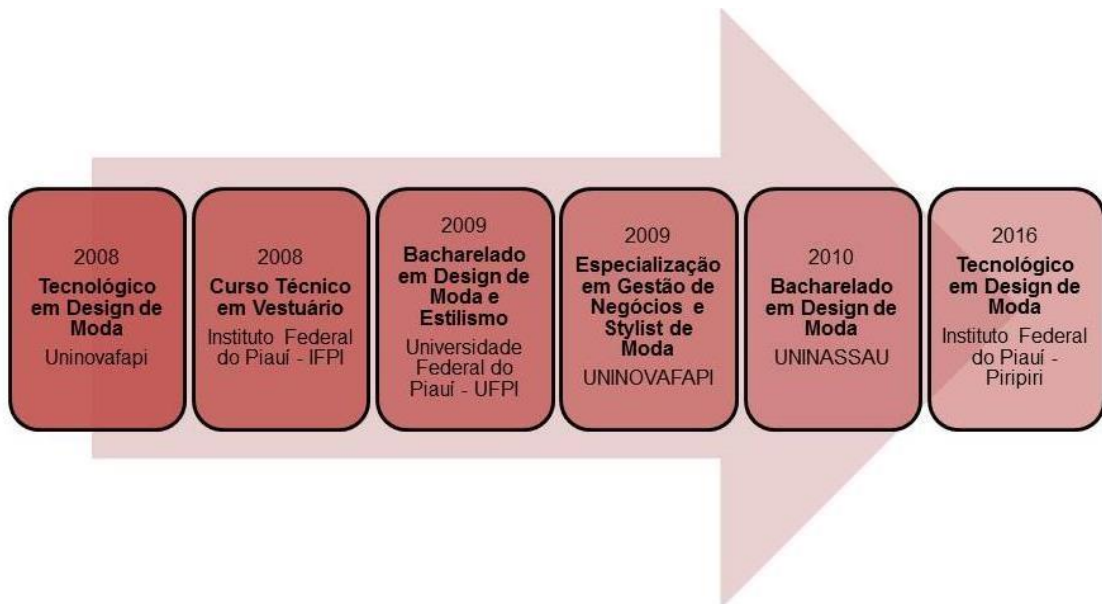 2008
Tecnológico
em Design de
Moda
Uninovafapi
2008
Curso Técnico
em Vestuário
Instituto Federal
do Piauí - IFPI
2009
Bacharelado
em Design de
Moda e
Estilismo
Universidade
Federal do
Piauí - UFPI
2009
Especialização
em Gestão de
Negócios e
Stylist de
Moda
UNINOVAFAPI
2010
Bacharelado
em Design de
Moda
UNINASSAU
2016
Tecnológico
em Design de
Moda
Instituto Federal
do Piauí -
Piripiri